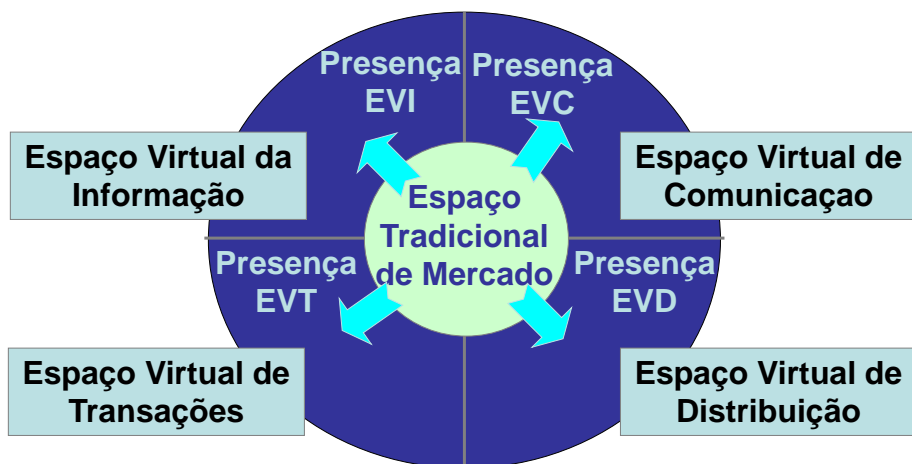 Presença
EVI
Presença
EVC
Espaço Virtual da
Informação
Espaço Virtual de
Comunicaçao
Espaço
Tradicional
de Mercado
Presença
EVT
Presença
EVD
Espaço Virtual de
Transações
Espaço Virtual de
Distribuição